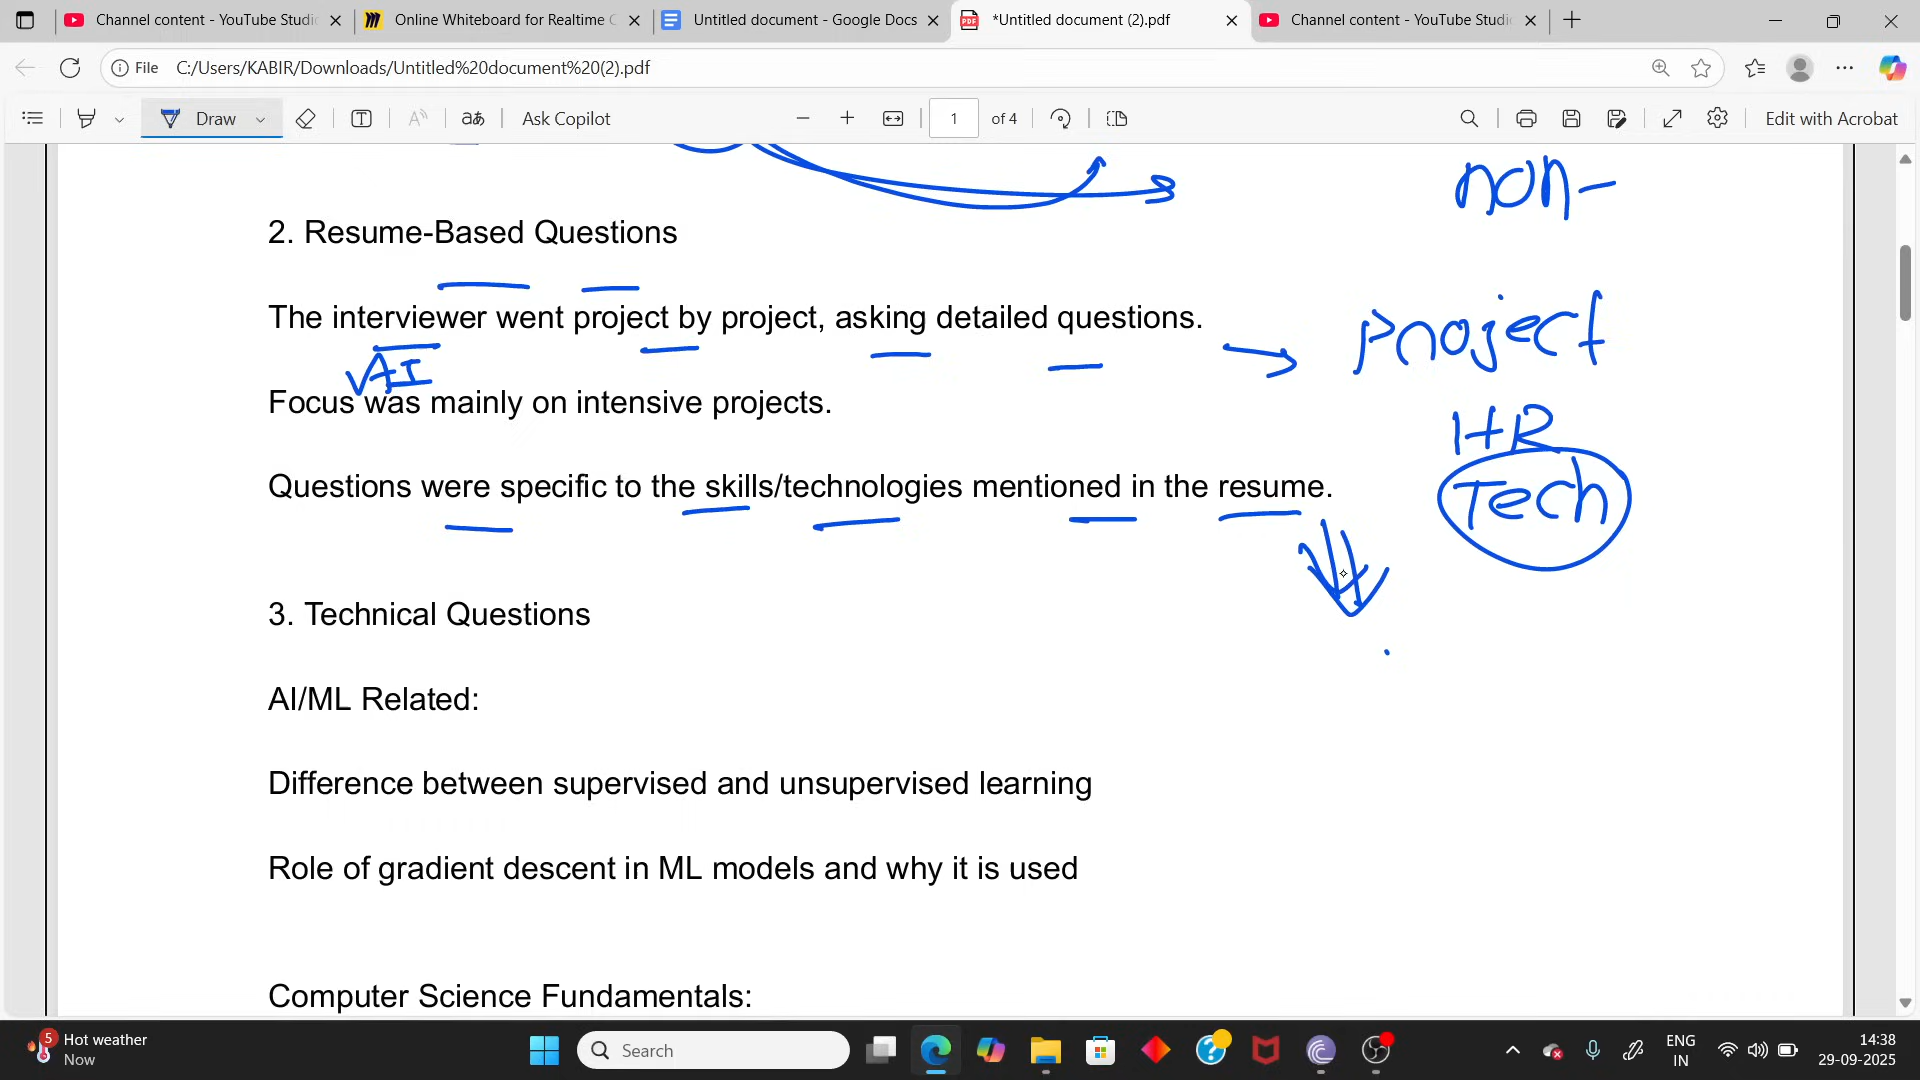 Channel content - YouTube Studi
Online Whiteboard for Realtime C
Untitled document - Google Docs
*Untitled document (2).pdf
Channel content - YouTube Studi
File C:/Users/KABIR/Downloads/Untitled%20document%20(2).pdf
Draw
aあ
Ask Copilot
1 of 4
Edit with Acrobat
non-
2. Resume-Based Questions
The interviewer went project by project, asking detailed questions.
Project
AI
Focus was mainly on intensive projects.
HR
Questions were specific to the skills/technologies mentioned in the resume.
Tech
3. Technical Questions
AI/ML Related:
Difference between supervised and unsupervised learning
Role of gradient descent in ML models and why it is used
Computer Science Fundamentals:
5
Hot weather
Now
Search
ENG
IN
14:38
29-09-2025